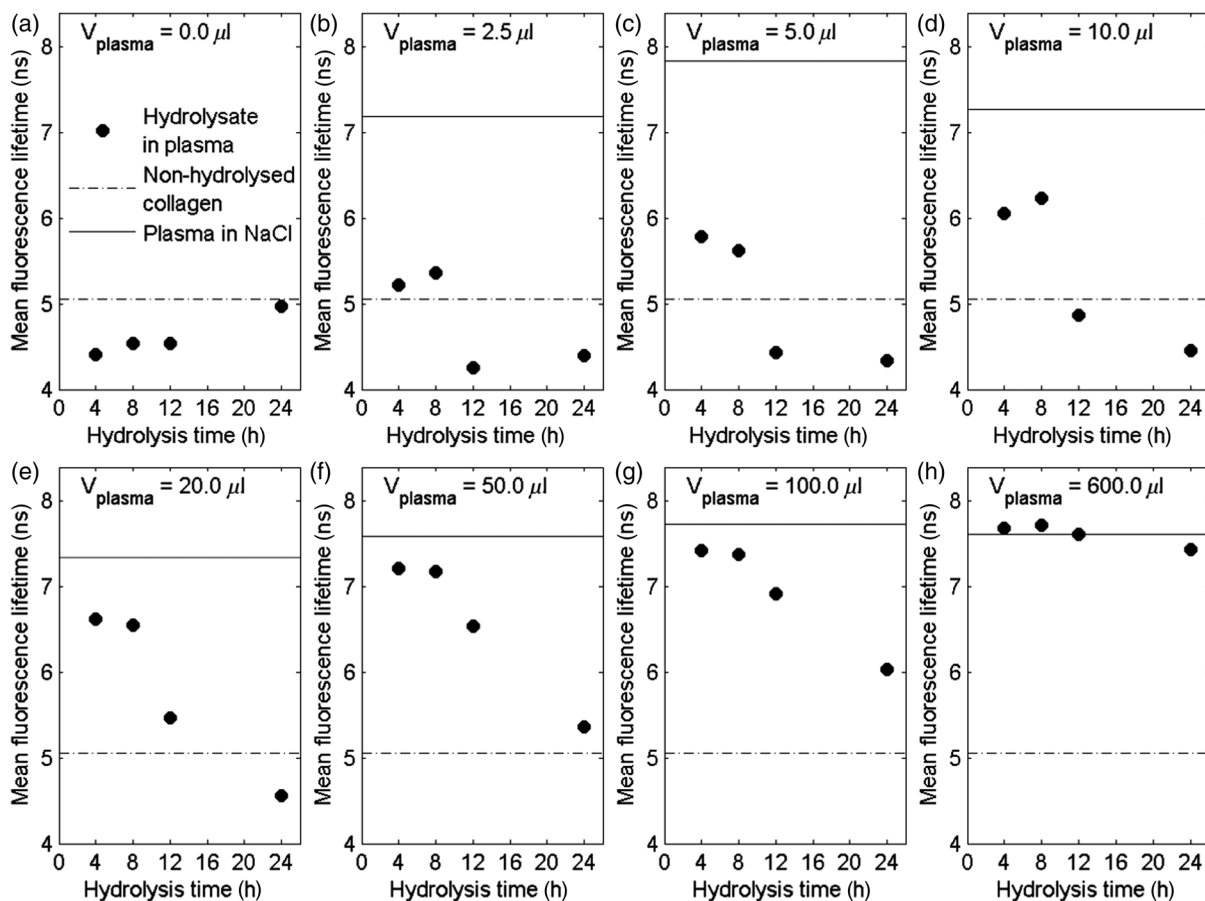 (a)
V plasma = 0.0 μl
Hydrolysate
in plasma
Non-hydrolysed
collagen
Plasma in NaCl
Mean fluorescence lifetime (ns)
8
7
6
5
4
0 4 8 12 16 20 24
Hydrolysis time (h)
(b)
V plasma = 2.5 μl
Mean fluorescence lifetime (ns)
8
7
6
5
4
0 4 8 12 16 20 24
Hydrolysis time (h)
(c)
V plasma = 5.0 μl
Mean fluorescence lifetime (ns)
8
7
6
5
4
0 4 8 12 16 20 24
Hydrolysis time (h)
(d)
V plasma = 10.0 μl
Mean fluorescence lifetime (ns)
8
7
6
5
4
0 4 8 12 16 20 24
Hydrolysis time (h)
(e)
V plasma = 20.0 μl
Mean fluorescence lifetime (ns)
8
7
6
5
4
0 4 8 12 16 20 24
Hydrolysis time (h)
(f)
V plasma = 50.0 μl
Mean fluorescence lifetime (ns)
8
7
6
5
4
0 4 8 12 16 20 24
Hydrolysis time (h)
(g)
V plasma = 100.0 μl
Mean fluorescence lifetime (ns)
8
7
6
5
4
0 4 8 12 16 20 24
Hydrolysis time (h)
(h)
V plasma = 600.0 μl
Mean fluorescence lifetime (ns)
8
7
6
5
4
0 4 8 12 16 20 24
Hydrolysis time (h)